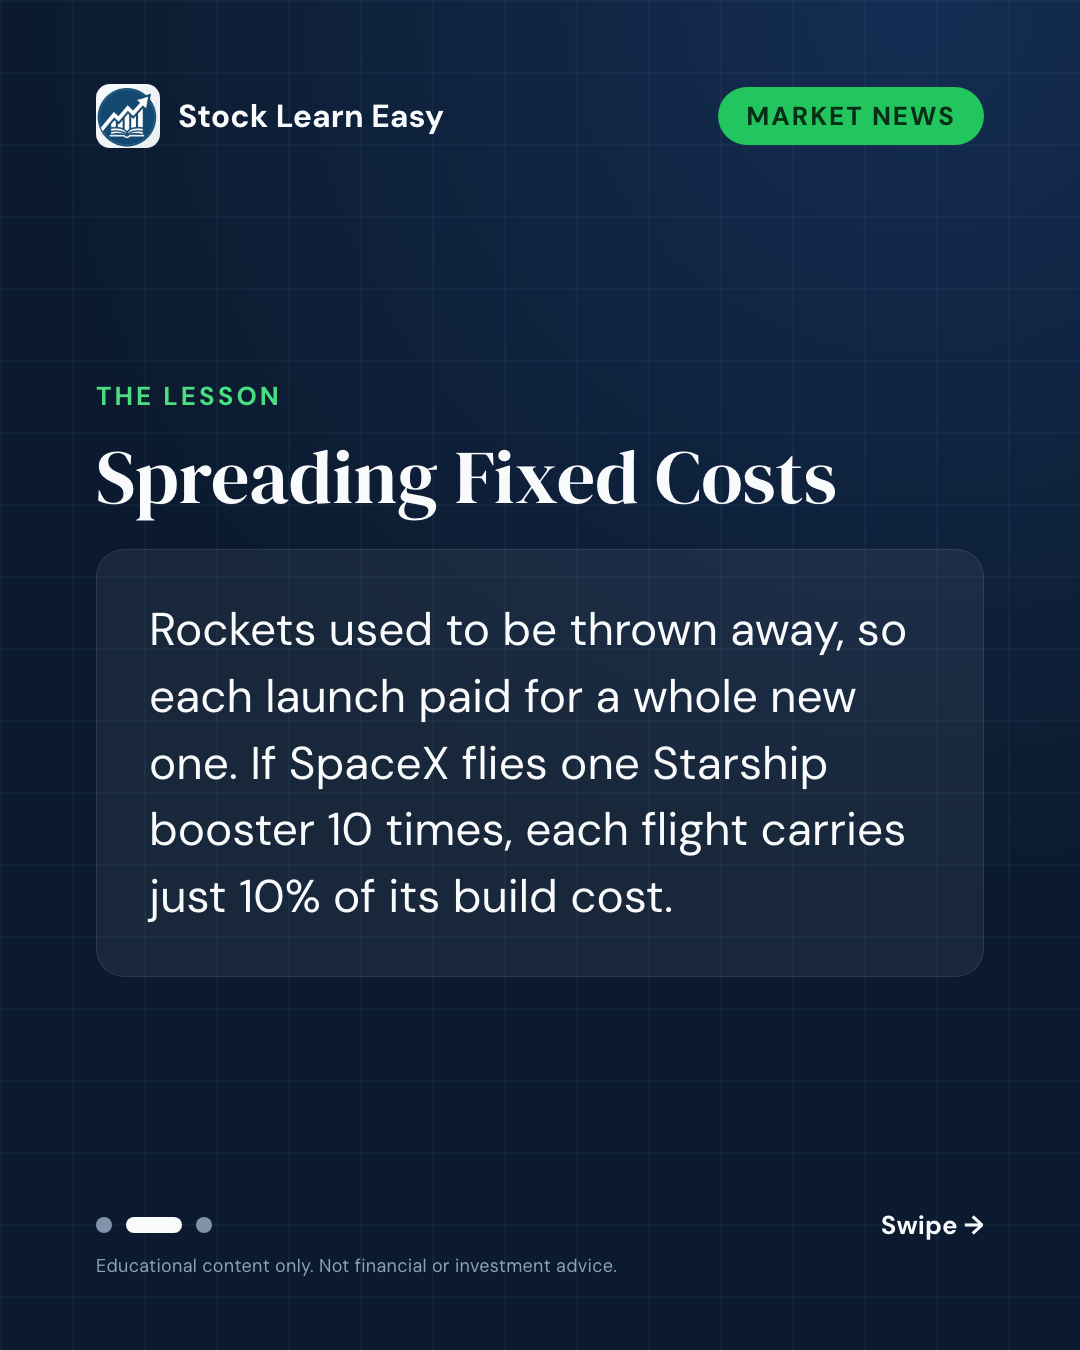 Stock Learn Easy
MARKET NEWS
THE LESSON
Spreading Fixed Costs
Rockets used to be thrown away, so
each launch paid for a whole new
one. If SpaceX flies one Starship
booster 10 times, each flight carries
just 10% of its build cost.
Swipe →
Educational content only. Not financial or investment advice.